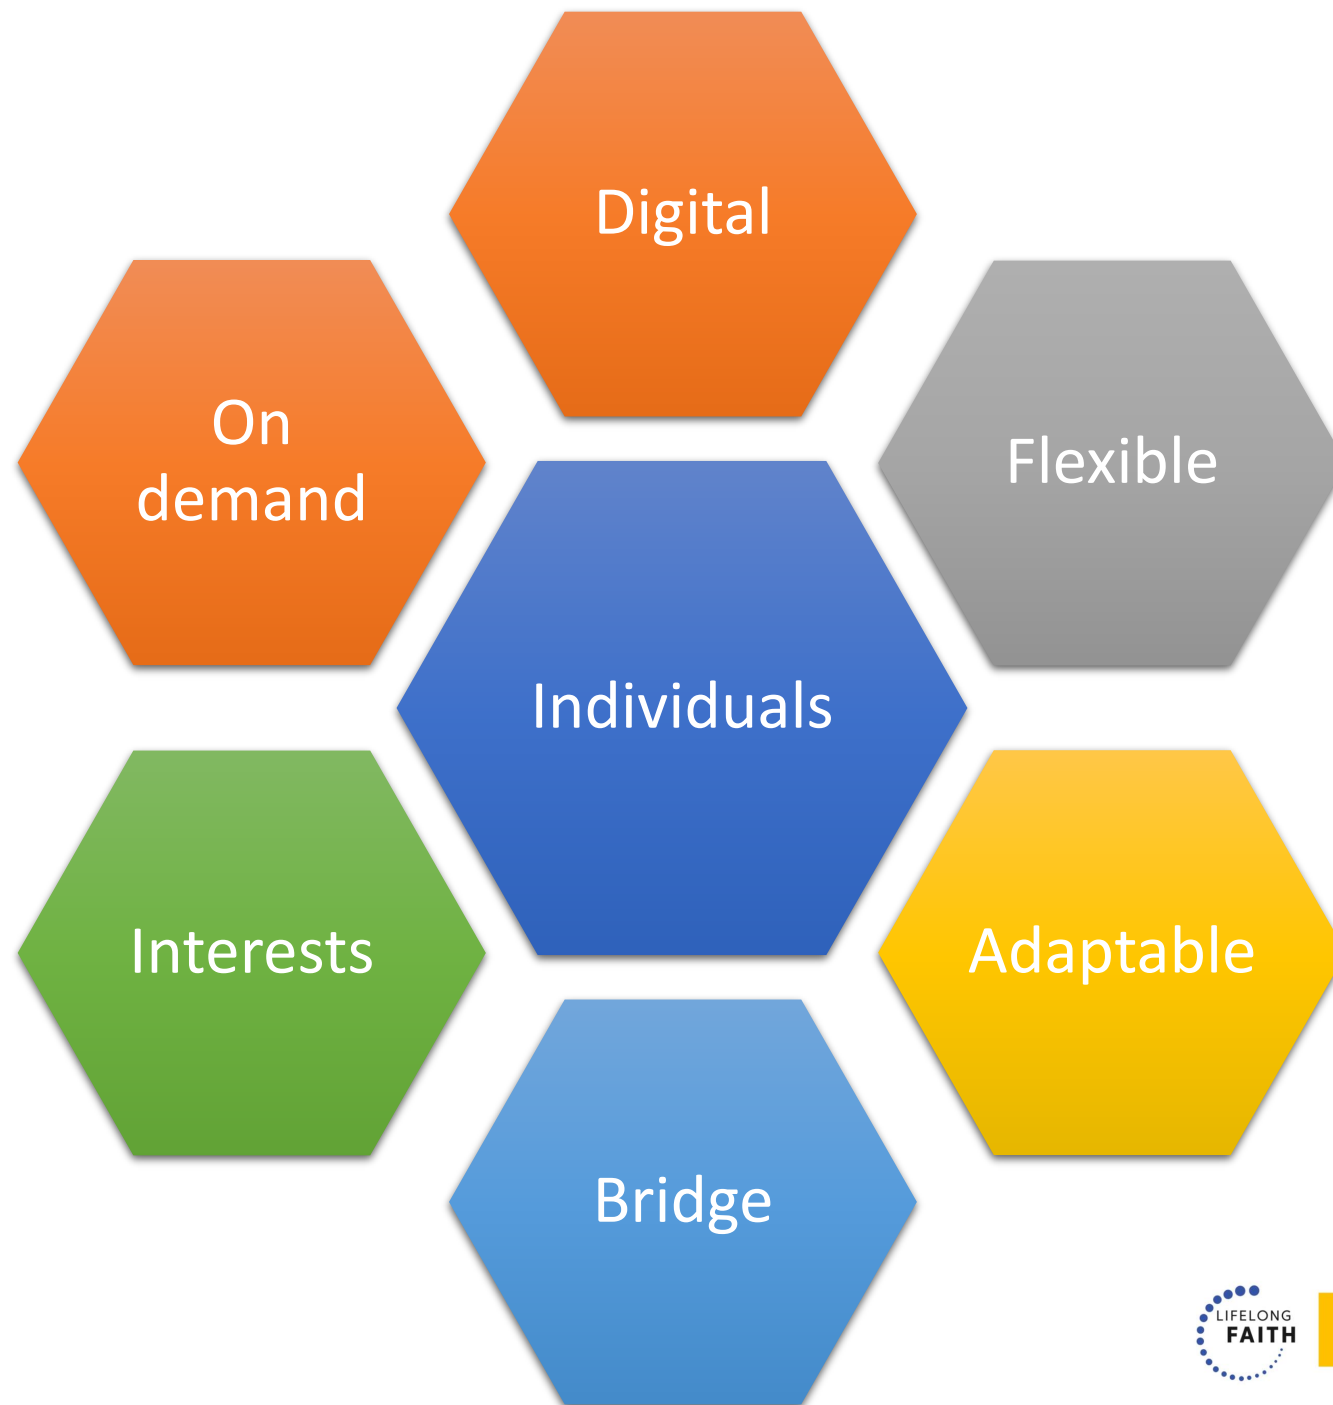 Digital
On
demand
Flexible
Individuals
Interests
Adaptable
Bridge
LIFELONG
FAITH